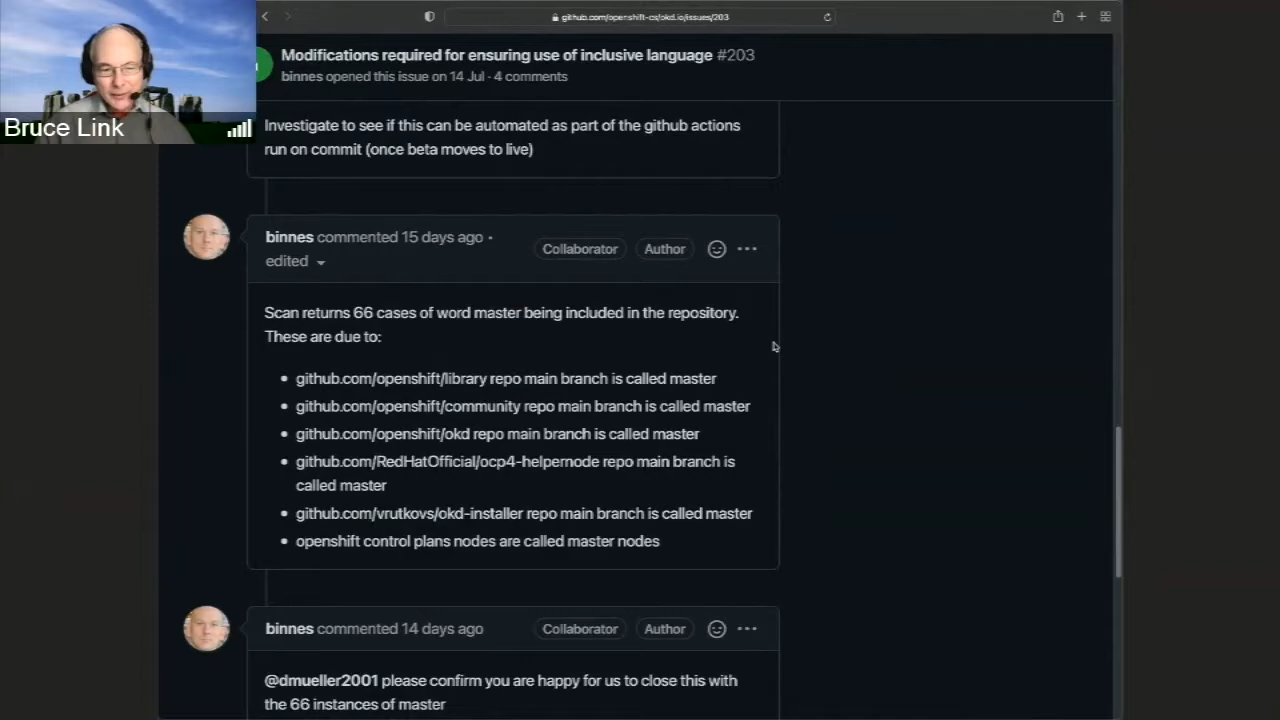 github.com/openshift-cs/okd.io/issues/203
Modifications required for ensuring use of inclusive language #203
binnes opened this issue on 14 Jul · 4 comments
Bruce Link
Investigate to see if this can be automated as part of the github actions
run on commit (once beta moves to live)
binnes commented 15 days ago •
edited
Collaborator
Author
Scan returns 66 cases of word master being included in the repository.
These are due to:
• github.com/openshift/library repo main branch is called master
• github.com/openshift/community repo main branch is called master
• github.com/openshift/okd repo main branch is called master
• github.com/RedHatOfficial/ocp4-helpernode repo main branch is
called master
• github.com/vrutkovs/okd-installer repo main branch is called master
• openshift control plans nodes are called master nodes
binnes commented 14 days ago
Collaborator
Author
@dmueller2001 please confirm you are happy for us to close this with
the 66 instances of master